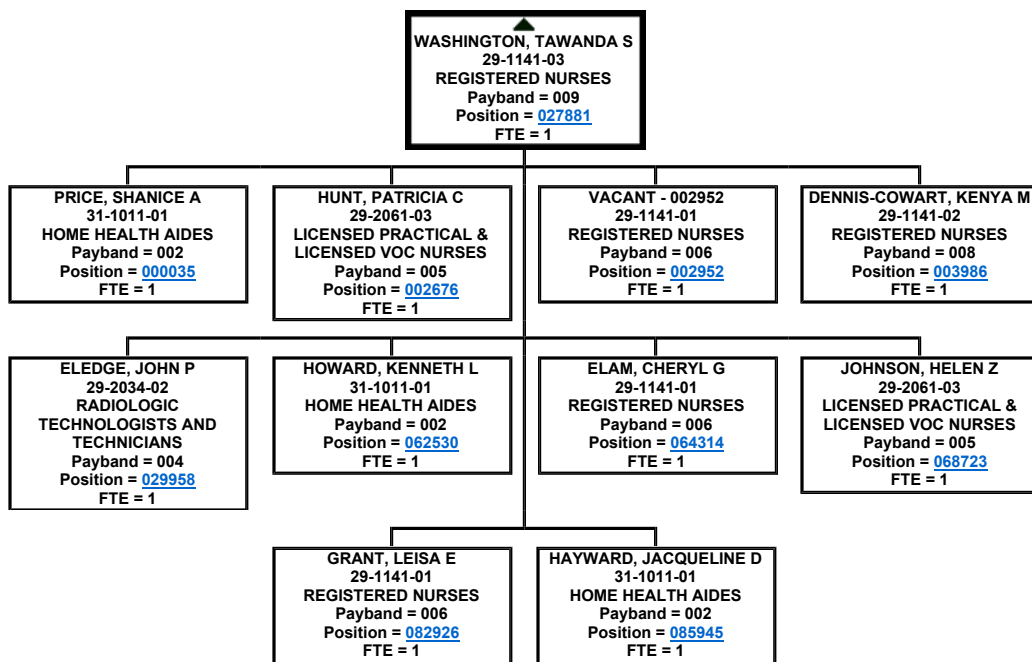 WASHINGTON, TAWANDA S
29-1141-03
REGISTERED NURSES
Payband = 009
Position = 027881
FTE = 1
PRICE, SHANICE A
31-1011-01
HOME HEALTH AIDES
Payband = 002
Position = 000035
FTE = 1
HUNT, PATRICIA C
29-2061-03
LICENSED PRACTICAL &
LICENSED VOC NURSES
Payband = 005
Position = 002676
FTE = 1
VACANT - 002952
29-1141-01
REGISTERED NURSES
Payband = 006
Position = 002952
FTE = 1
DENNIS-COWART, KENYA M
29-1141-02
REGISTERED NURSES
Payband = 008
Position = 003986
FTE = 1
ELEDGE, JOHN P
29-2034-02
RADIOLOGIC
TECHNOLOGISTS AND
TECHNICIANS
Payband = 004
Position = 029958
FTE = 1
HOWARD, KENNETH L
31-1011-01
HOME HEALTH AIDES
Payband = 002
Position = 062530
FTE = 1
ELAM, CHERYL G
29-1141-01
REGISTERED NURSES
Payband = 006
Position = 064314
FTE = 1
JOHNSON, HELEN Z
29-2061-03
LICENSED PRACTICAL &
LICENSED VOC NURSES
Payband = 005
Position = 068723
FTE = 1
GRANT, LEISA E
29-1141-01
REGISTERED NURSES
Payband = 006
Position = 082926
FTE = 1
HAYWARD, JACQUELINE D
31-1011-01
HOME HEALTH AIDES
Payband = 002
Position = 085945
FTE = 1